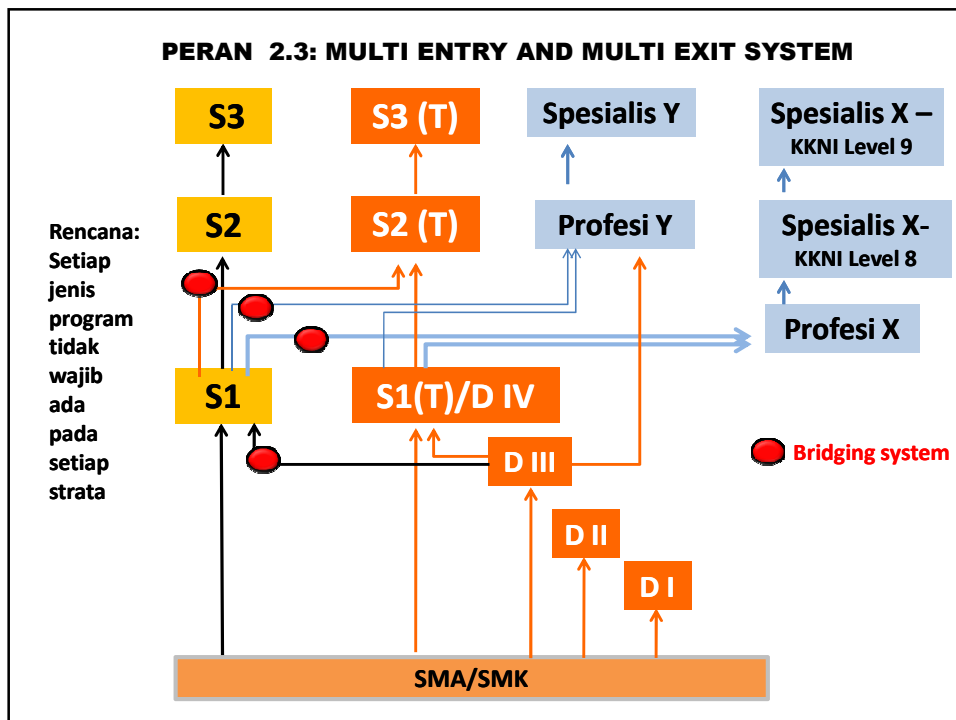 PERAN 2.3: MULTI ENTRY AND MULTI EXIT SYSTEM
S3
S3 (T)
Spesialis Y
Spesialis X –
KKNI Level 9
S2
S2 (T)
Profesi Y
Spesialis X-
KKNI Level 8
Rencana:
Setiap
jenis
program
tidak
wajib
ada
pada
setiap
strata
Profesi X
S1
S1(T)/D IV
D III
Bridging system
D II
D I
SMA/SMK